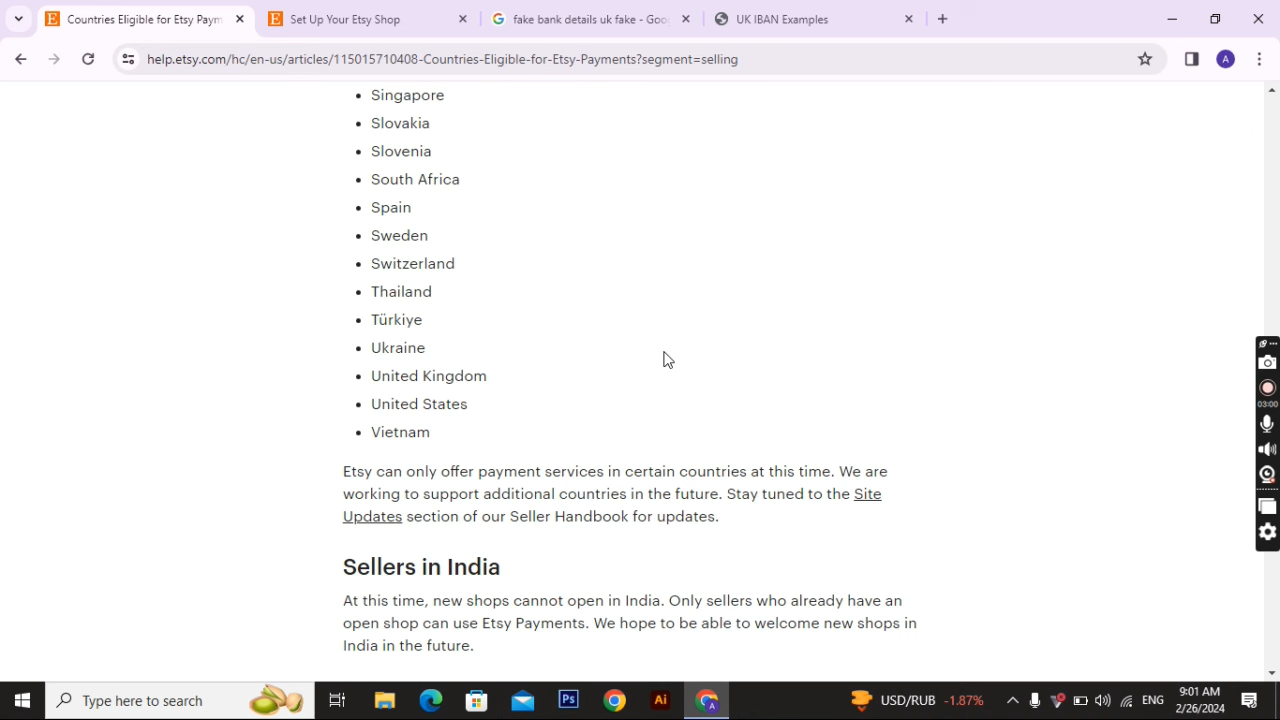 Countries Eligible for Etsy Paym
Set Up Your Etsy Shop
fake bank details uk fake - Goo
UK IBAN Examples
help.etsy.com/hc/en-us/articles/115015710408-Countries-Eligible-for-Etsy-Payments?segment=selling
A
• Singapore
• Slovakia
• Slovenia
• South Africa
• Spain
• Sweden
• Switzerland
• Thailand
• Türkiye
• Ukraine
• United Kingdom
• United States
• Vietnam
03:00
Etsy can only offer payment services in certain countries at this time. We are
working to support additional countries in the future. Stay tuned to the Site
Updates section of our Seller Handbook for updates.
Sellers in India
At this time, new shops cannot open in India. Only sellers who already have an
open shop can use Etsy Payments. We hope to be able to welcome new shops in
India in the future.
Type here to search
Ps
Ai
USD/RUB -1.87%
ENG
9:01 AM
2/26/2024